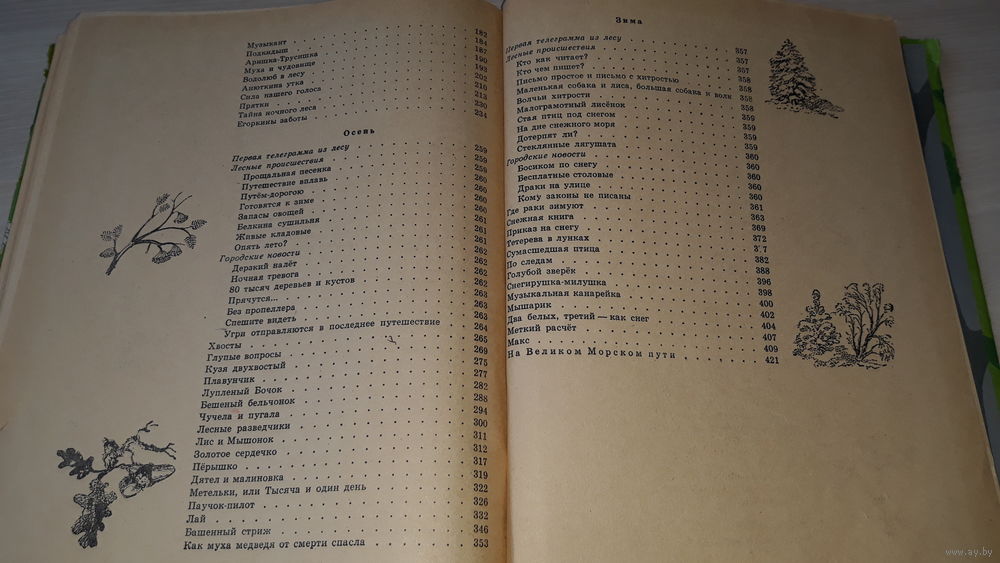 182
Музыкант 184
Подкидыш 187
Аришка-Трусишка 190
Муха и чудовище 193
Водолюб в лесу 202
Анюткина утка 210
Сила нашего голоса 213
Прятки 230
Тайна ночного леса 234
Егоркины заботы
Осень
Первая телеграмма из лесу 259
Лесные происшествия 259
Прощальная песенка 259
Путешествие вплавь 260
Путём-дорогою 260
Готовятся к зиме 260
Запасы овощей 260
Белкина сушильня 261
Живые кладовые 261
Опять лето? 261
Городские новости 262
Дерзкий налёт 262
Ночная тревога 262
80 тысяч деревьев и кустов 262
Прячутся... 263
Без пропеллера 263
Спешите видеть 263
Угри отправляются в последнее путешествие 264
Хвосты 265
Глупые вопросы 269
Кузя двухвостый 275
Плавунчик 277
Лупленый Бочок 282
Бешеный бельчонок 288
Чучела и пугала 294
Лесные разведчики 300
Лис и Мышонок 311
Золотое сердечко 312
Пёрышко 317
Дятел и малиновка 319
Метельки, или Тысяча и один день 322
Паучок-пилот 326
Лай 332
Башенный стриж 346
Как муха медведя от смерти спасла 353
Зима
Первая телеграмма из лесу 357
Лесные происшествия 357
Кто как читает? 357
Кто чем пишет? 358
Письмо простое и письмо с хитростью 358
Маленькая собака и лиса, большая собака и волк 358
Волчьи хитрости 358
Малограмотный лисёнок 359
Стая птиц под снегом 359
На дне снежного моря 359
Дотерпят ли? 359
Стеклянные лягушата 360
Городские новости 360
Босиком по снегу 360
Бесплатные столовые 360
Драки на улице 360
Кому законы не писаны 361
Где раки зимуют 363
Снежная книга 369
Приказ на снегу 372
Тетерева в лунках
Сумасшедшая птица 382
По следам 388
Голубой зверёк 396
Снегирушка-милушка 398
Музыкальная канарейка 400
Мышарик 402
Два белых, третий — как снег 404
Меткий расчёт 407
Макс 409
На Великом Морском пути 421
www.ay.by